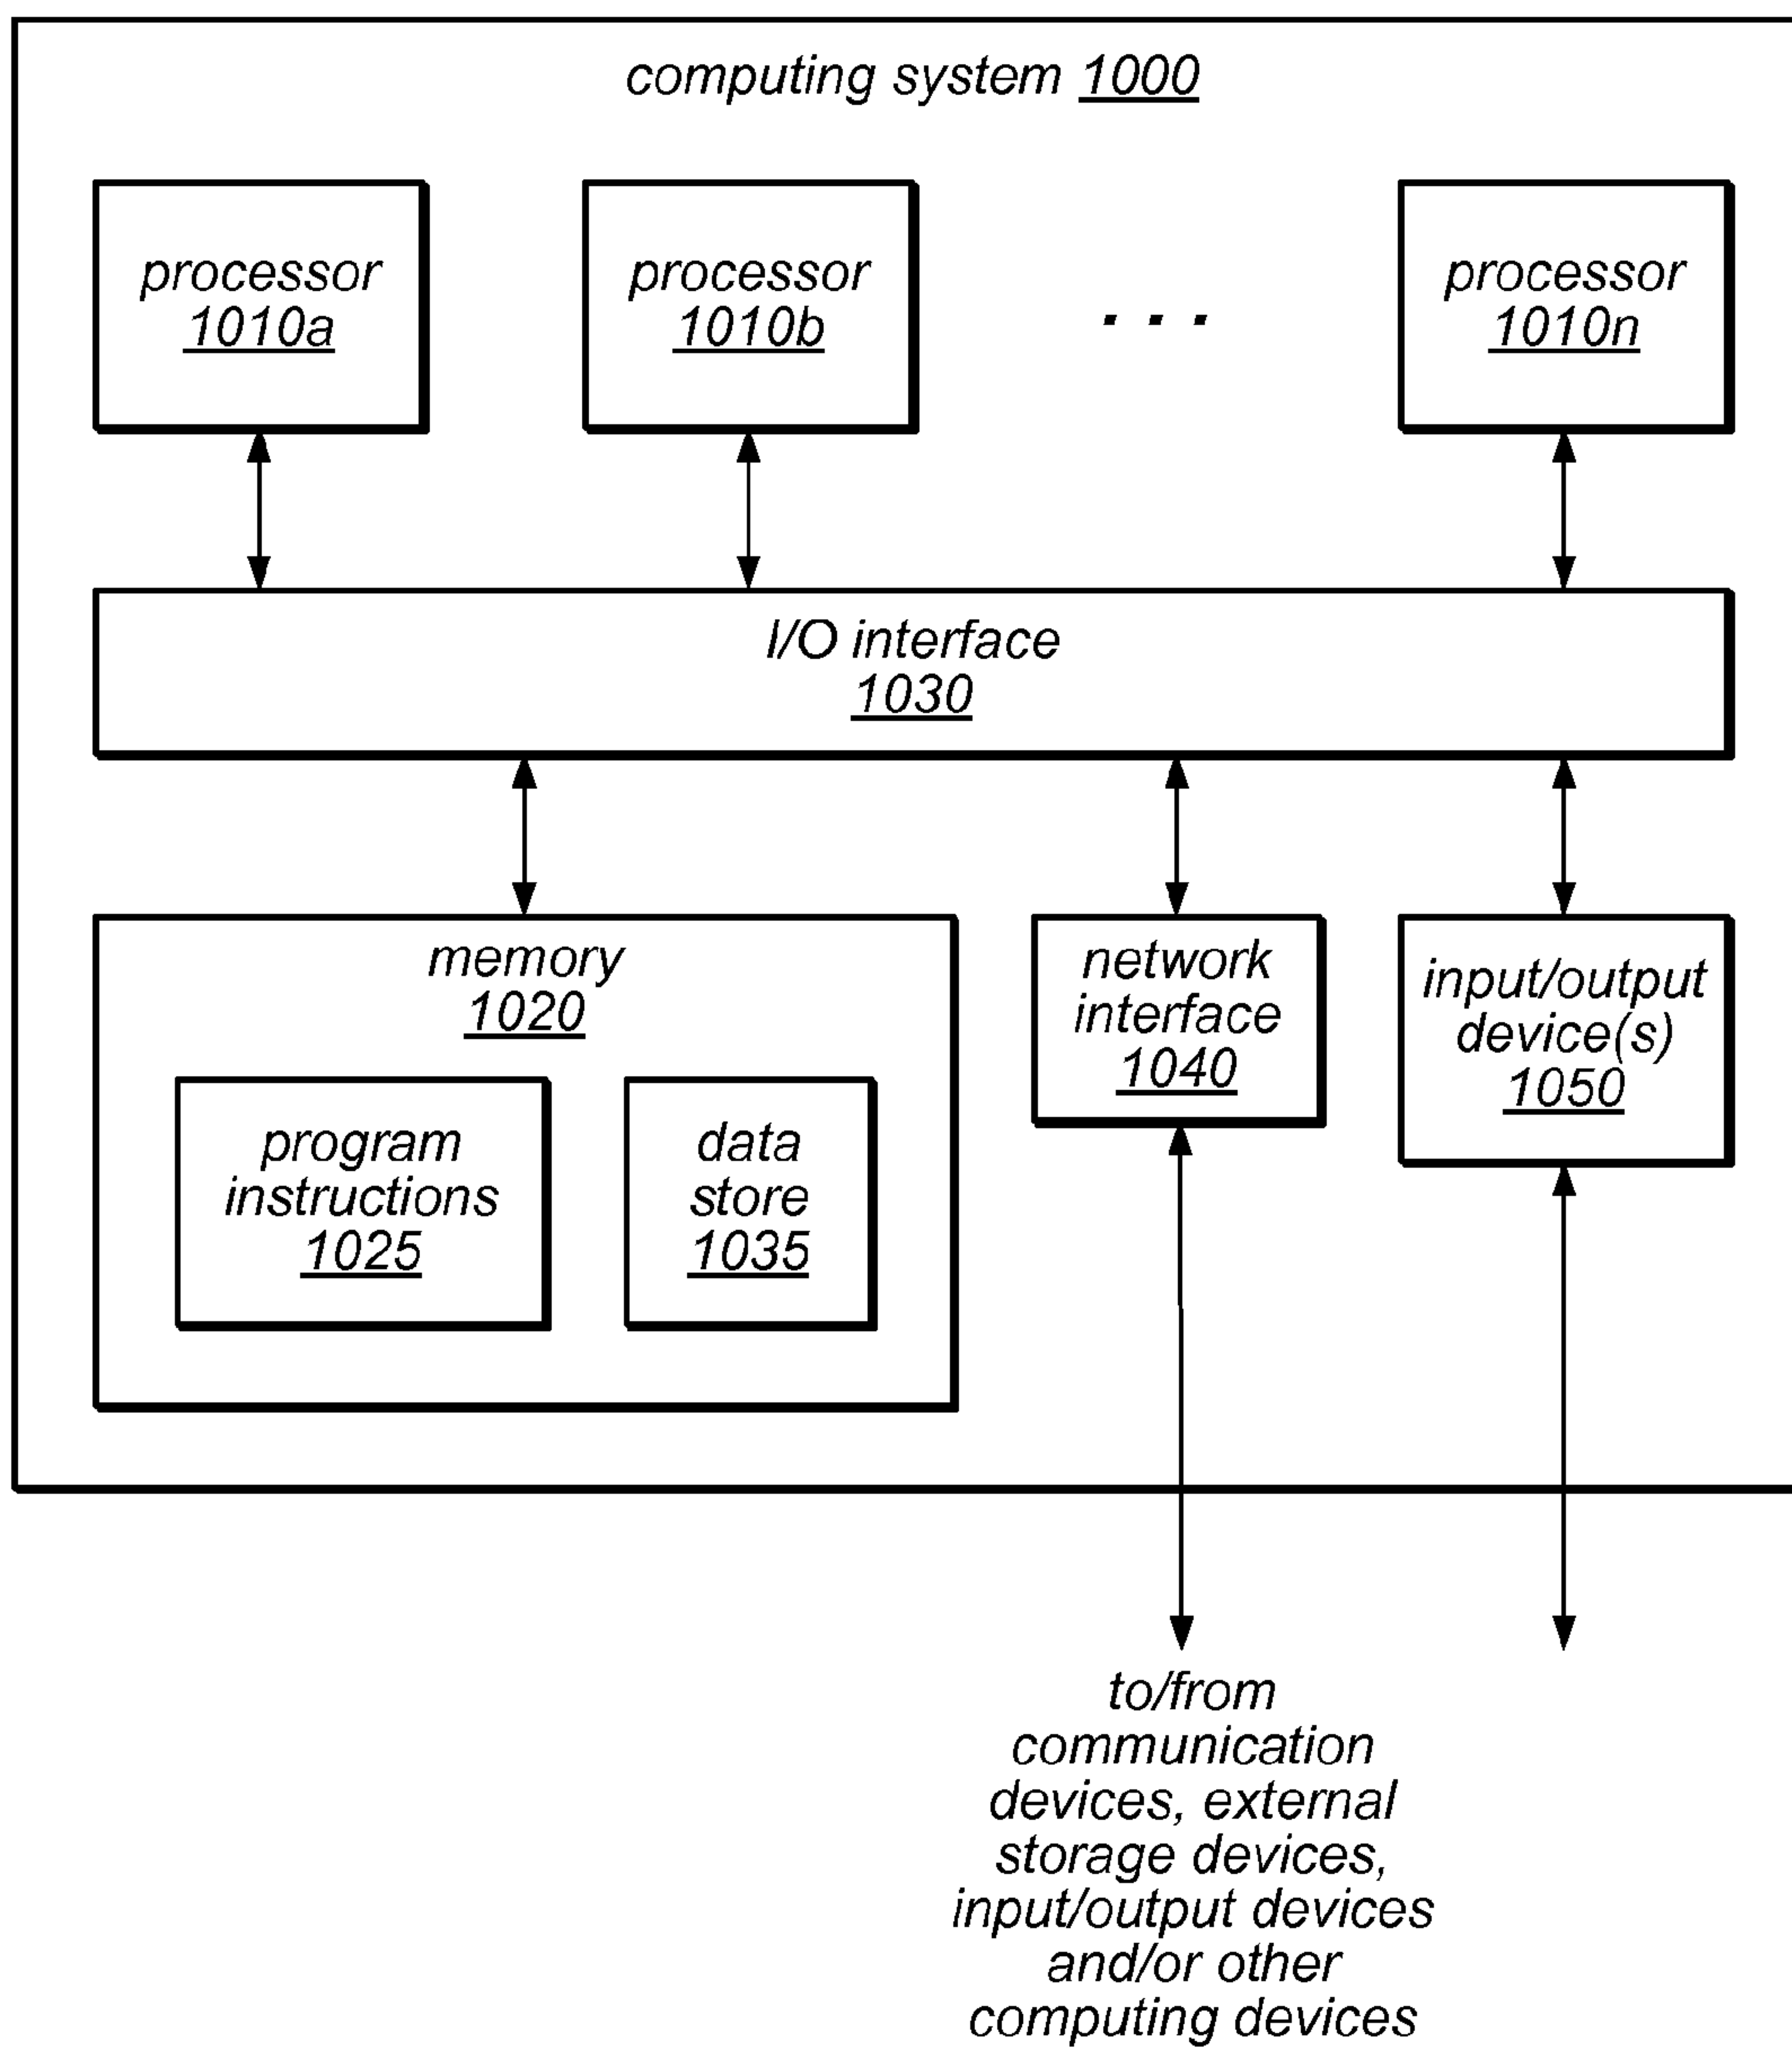 computing system 1000
processor
1010a
processor
1010b
. . .
processor
1010n
I/O interface
1030
memory
1020
program
instructions
1025
data
store
1035
network
interface
1040
input/output
device(s)
1050
to/from
communication
devices, external
storage devices,
input/output devices
and/or other
computing devices